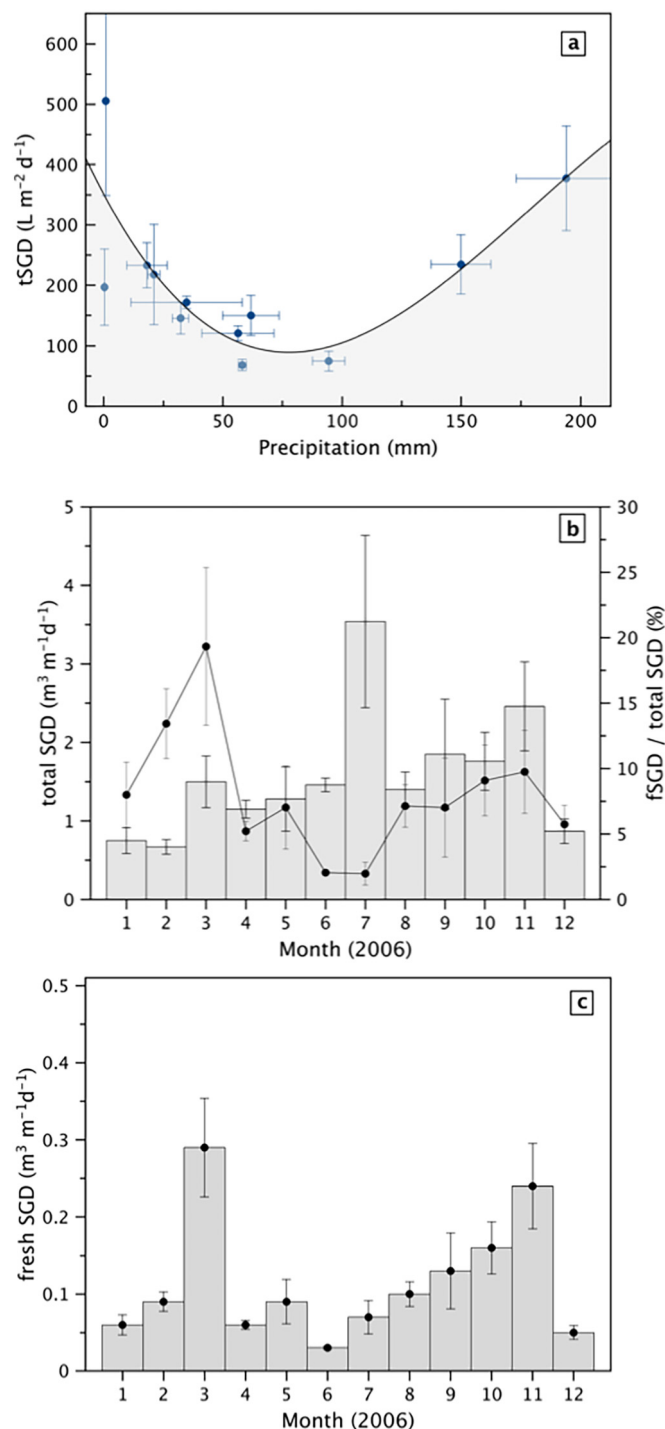 a
600
500
400
300
200
100
0
tSGD (L m⁻² d⁻¹)
0 50 100 150 200
Precipitation (mm)
b
5
4
3
2
1
0
total SGD (m³ m⁻¹d⁻¹)
30
25
20
15
10
5
0
fSGD / total SGD (%)
1 2 3 4 5 6 7 8 9 10 11 12
Month (2006)
c
0.5
0.4
0.3
0.2
0.1
0
fresh SGD (m³ m⁻¹d⁻¹)
1 2 3 4 5 6 7 8 9 10 11 12
Month (2006)